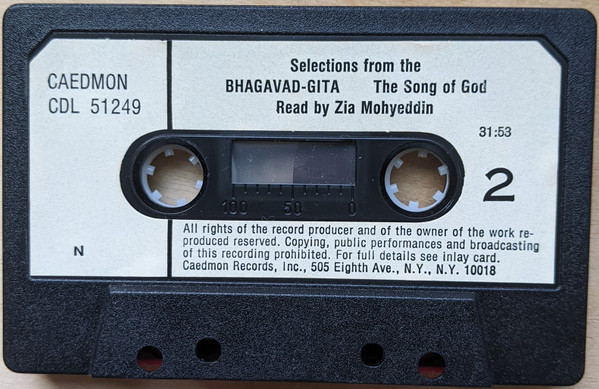 CAEDMON
CDL 51249
Selections from the
BHAGAVAD-GITA The Song of God
Read by Zia Mohyeddin
31:53
2
100 50 0
N
All rights of the record producer and of the owner of the work re-
produced reserved. Copying, public performances and broadcasting
of this recording prohibited. For full details see inlay card.
Caedmon Records, Inc., 505 Eighth Ave., N.Y., N.Y. 10018